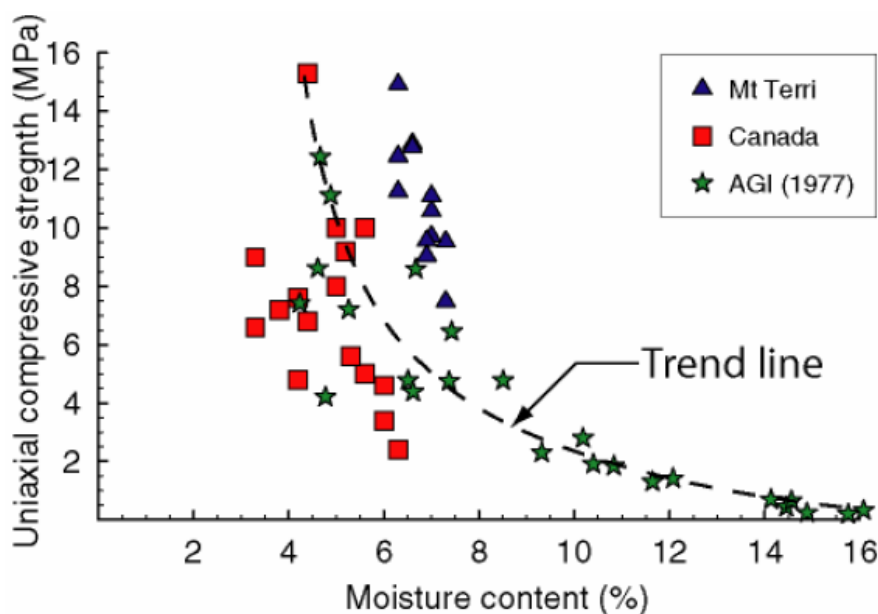 Uniaxial compressive stregnth (MPa)
16
14
12
10
8
6
4
2
Mt Terri
Canada
AGI (1977)
Trend line
2 4 6 8 10 12 14 16
Moisture content (%)